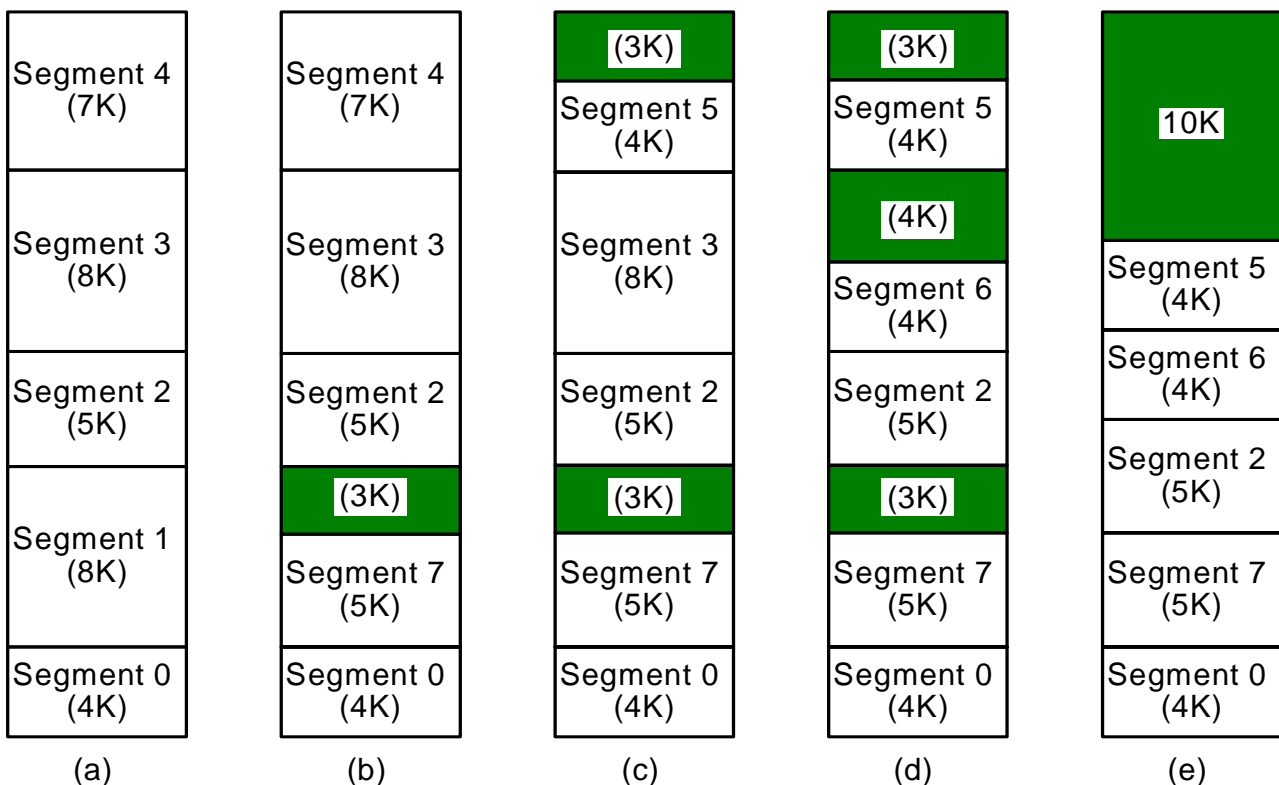 Segment 4
(7K)
Segment 3
(8K)
Segment 2
(5K)
Segment 1
(8K)
Segment 0
(4K)
(a)
Segment 4
(7K)
Segment 3
(8K)
Segment 2
(5K)
(3K)
Segment 7
(5K)
Segment 0
(4K)
(b)
(3K)
Segment 5
(4K)
Segment 3
(8K)
Segment 2
(5K)
(3K)
Segment 7
(5K)
Segment 0
(4K)
(c)
(3K)
Segment 5
(4K)
(4K)
Segment 6
(4K)
Segment 2
(5K)
(3K)
Segment 7
(5K)
Segment 0
(4K)
(d)
10K
Segment 5
(4K)
Segment 6
(4K)
Segment 2
(5K)
Segment 7
(5K)
Segment 0
(4K)
(e)